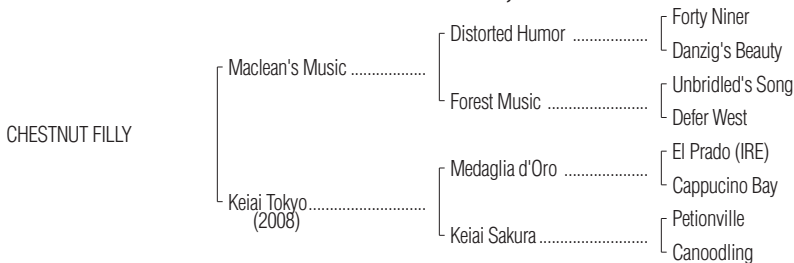 Forty Niner
Distorted Humor ..................
Danzig's Beauty
Maclean's Music ..................
Unbridled's Song
Forest Music ........................
Defer West
CHESTNUT FILLY
El Prado (IRE)
Medaglia d'Oro ....................
Cappucino Bay
Keiai Tokyo............................
(2008)
Petionville
Keiai Sakura..........................
Canoodling